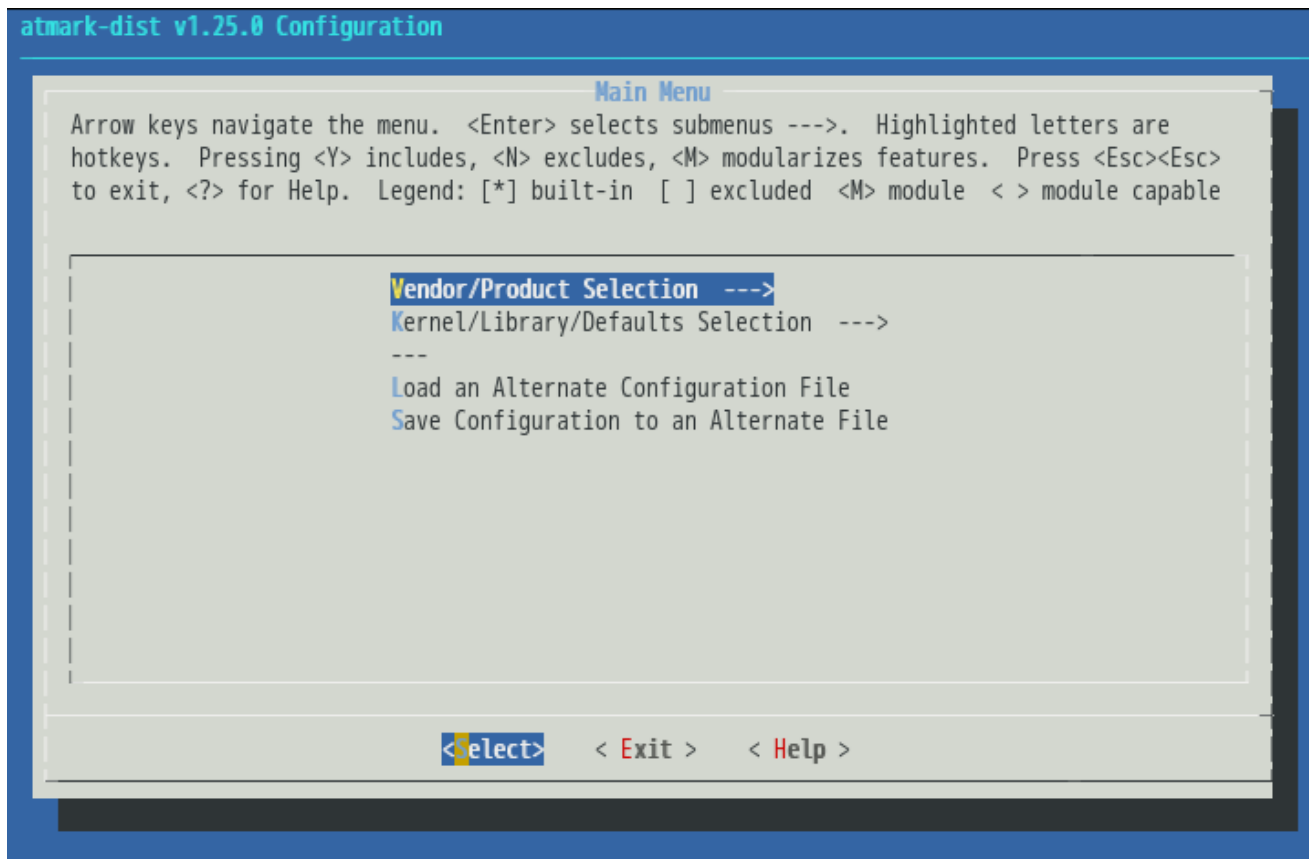 atmark-dist v1.25.0 Configuration
Main Menu
Arrow keys navigate the menu.  <Enter> selects submenus --->.  Highlighted letters are
hotkeys.  Pressing <Y> includes, <N> excludes, <M> modularizes features.  Press <Esc><Esc>
to exit, <?> for Help.  Legend: [*] built-in  [ ] excluded  <M> module  < > module capable
Vendor/Product Selection  --->
Kernel/Library/Defaults Selection  --->
---
Load an Alternate Configuration File
Save Configuration to an Alternate File
<Select>    < Exit >    < Help >